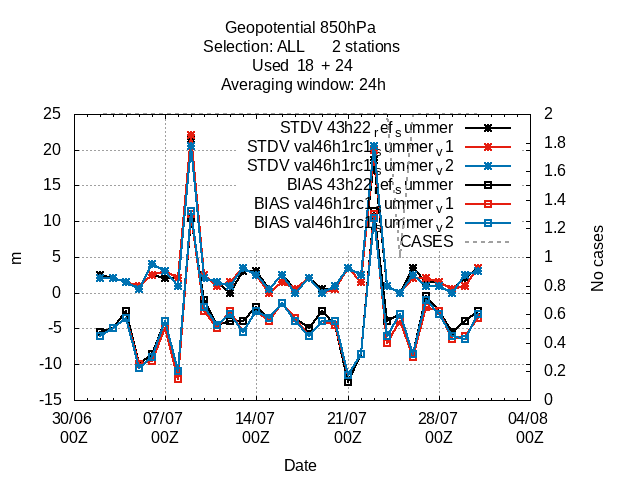 Geopotential 850hPa
Selection: ALL 2 stations
Used 18 + 24
Averaging window: 24h
25
20
15
10
5
0
-5
-10
-15
m
2
1.8
1.6
1.4
1.2
1
0.8
0.6
0.4
0.2
0
No cases
STDV 43h22_ref_summer
STDV val46h1rc1_summer_v1
STDV val46h1rc1_summer_v2
BIAS 43h22_ref_summer
BIAS val46h1rc1_summer_v1
BIAS val46h1rc1_summer_v2
CASES
30/06 07/07 14/07 21/07 28/07 04/08
00Z 00Z 00Z 00Z 00Z 00Z
Date